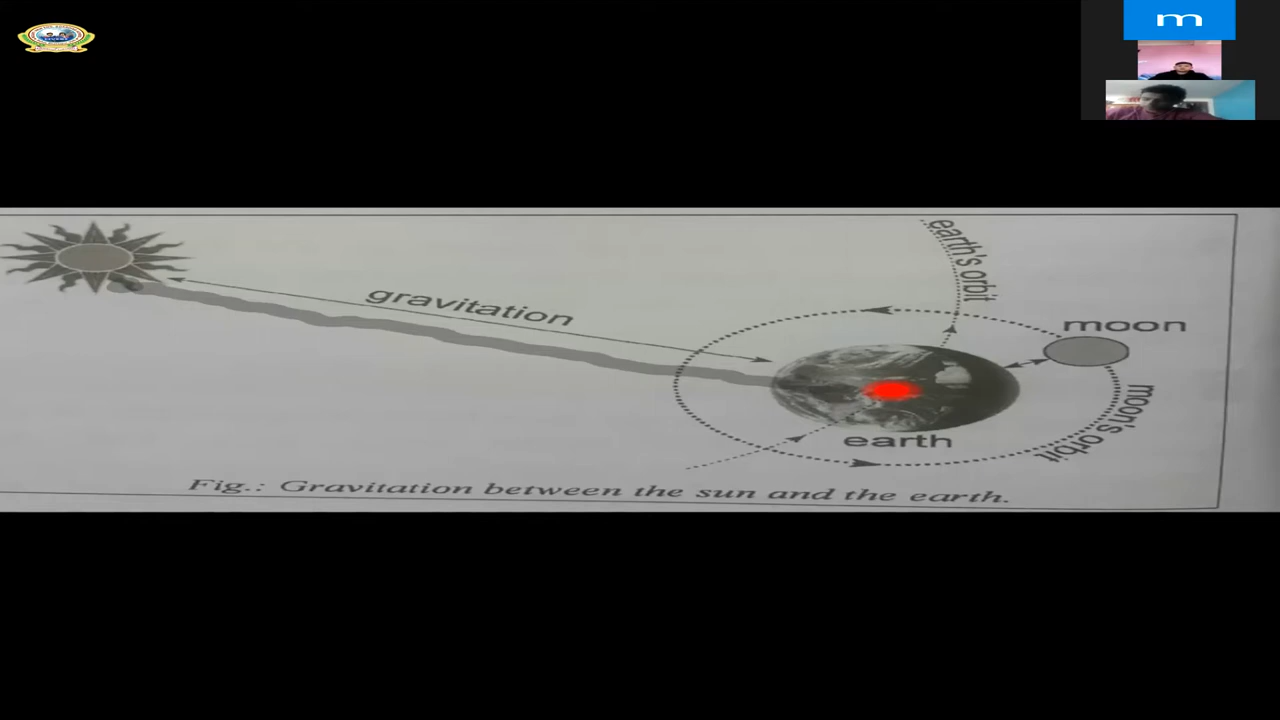 m
earth's orbit
gravitation
moon
moon's orbit
earth
Fig.: Gravitation between the sun and the earth.